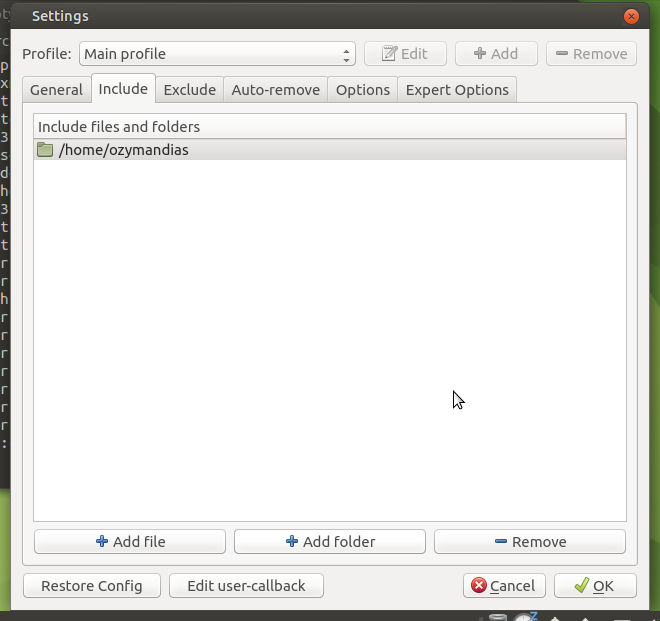 Settings
Profile: Main profile Edit Add Remove
General Include Exclude Auto-remove Options Expert Options
Include files and folders
/home/ozymandias
Add file Add folder Remove
Restore Config Edit user-callback Cancel OK